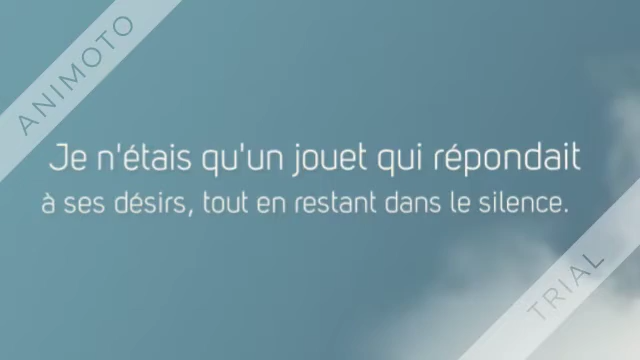 ANIMOTO
Je n'étais qu'un jouet qui répondait
à ses désirs, tout en restant dans le silence.
TRIAL